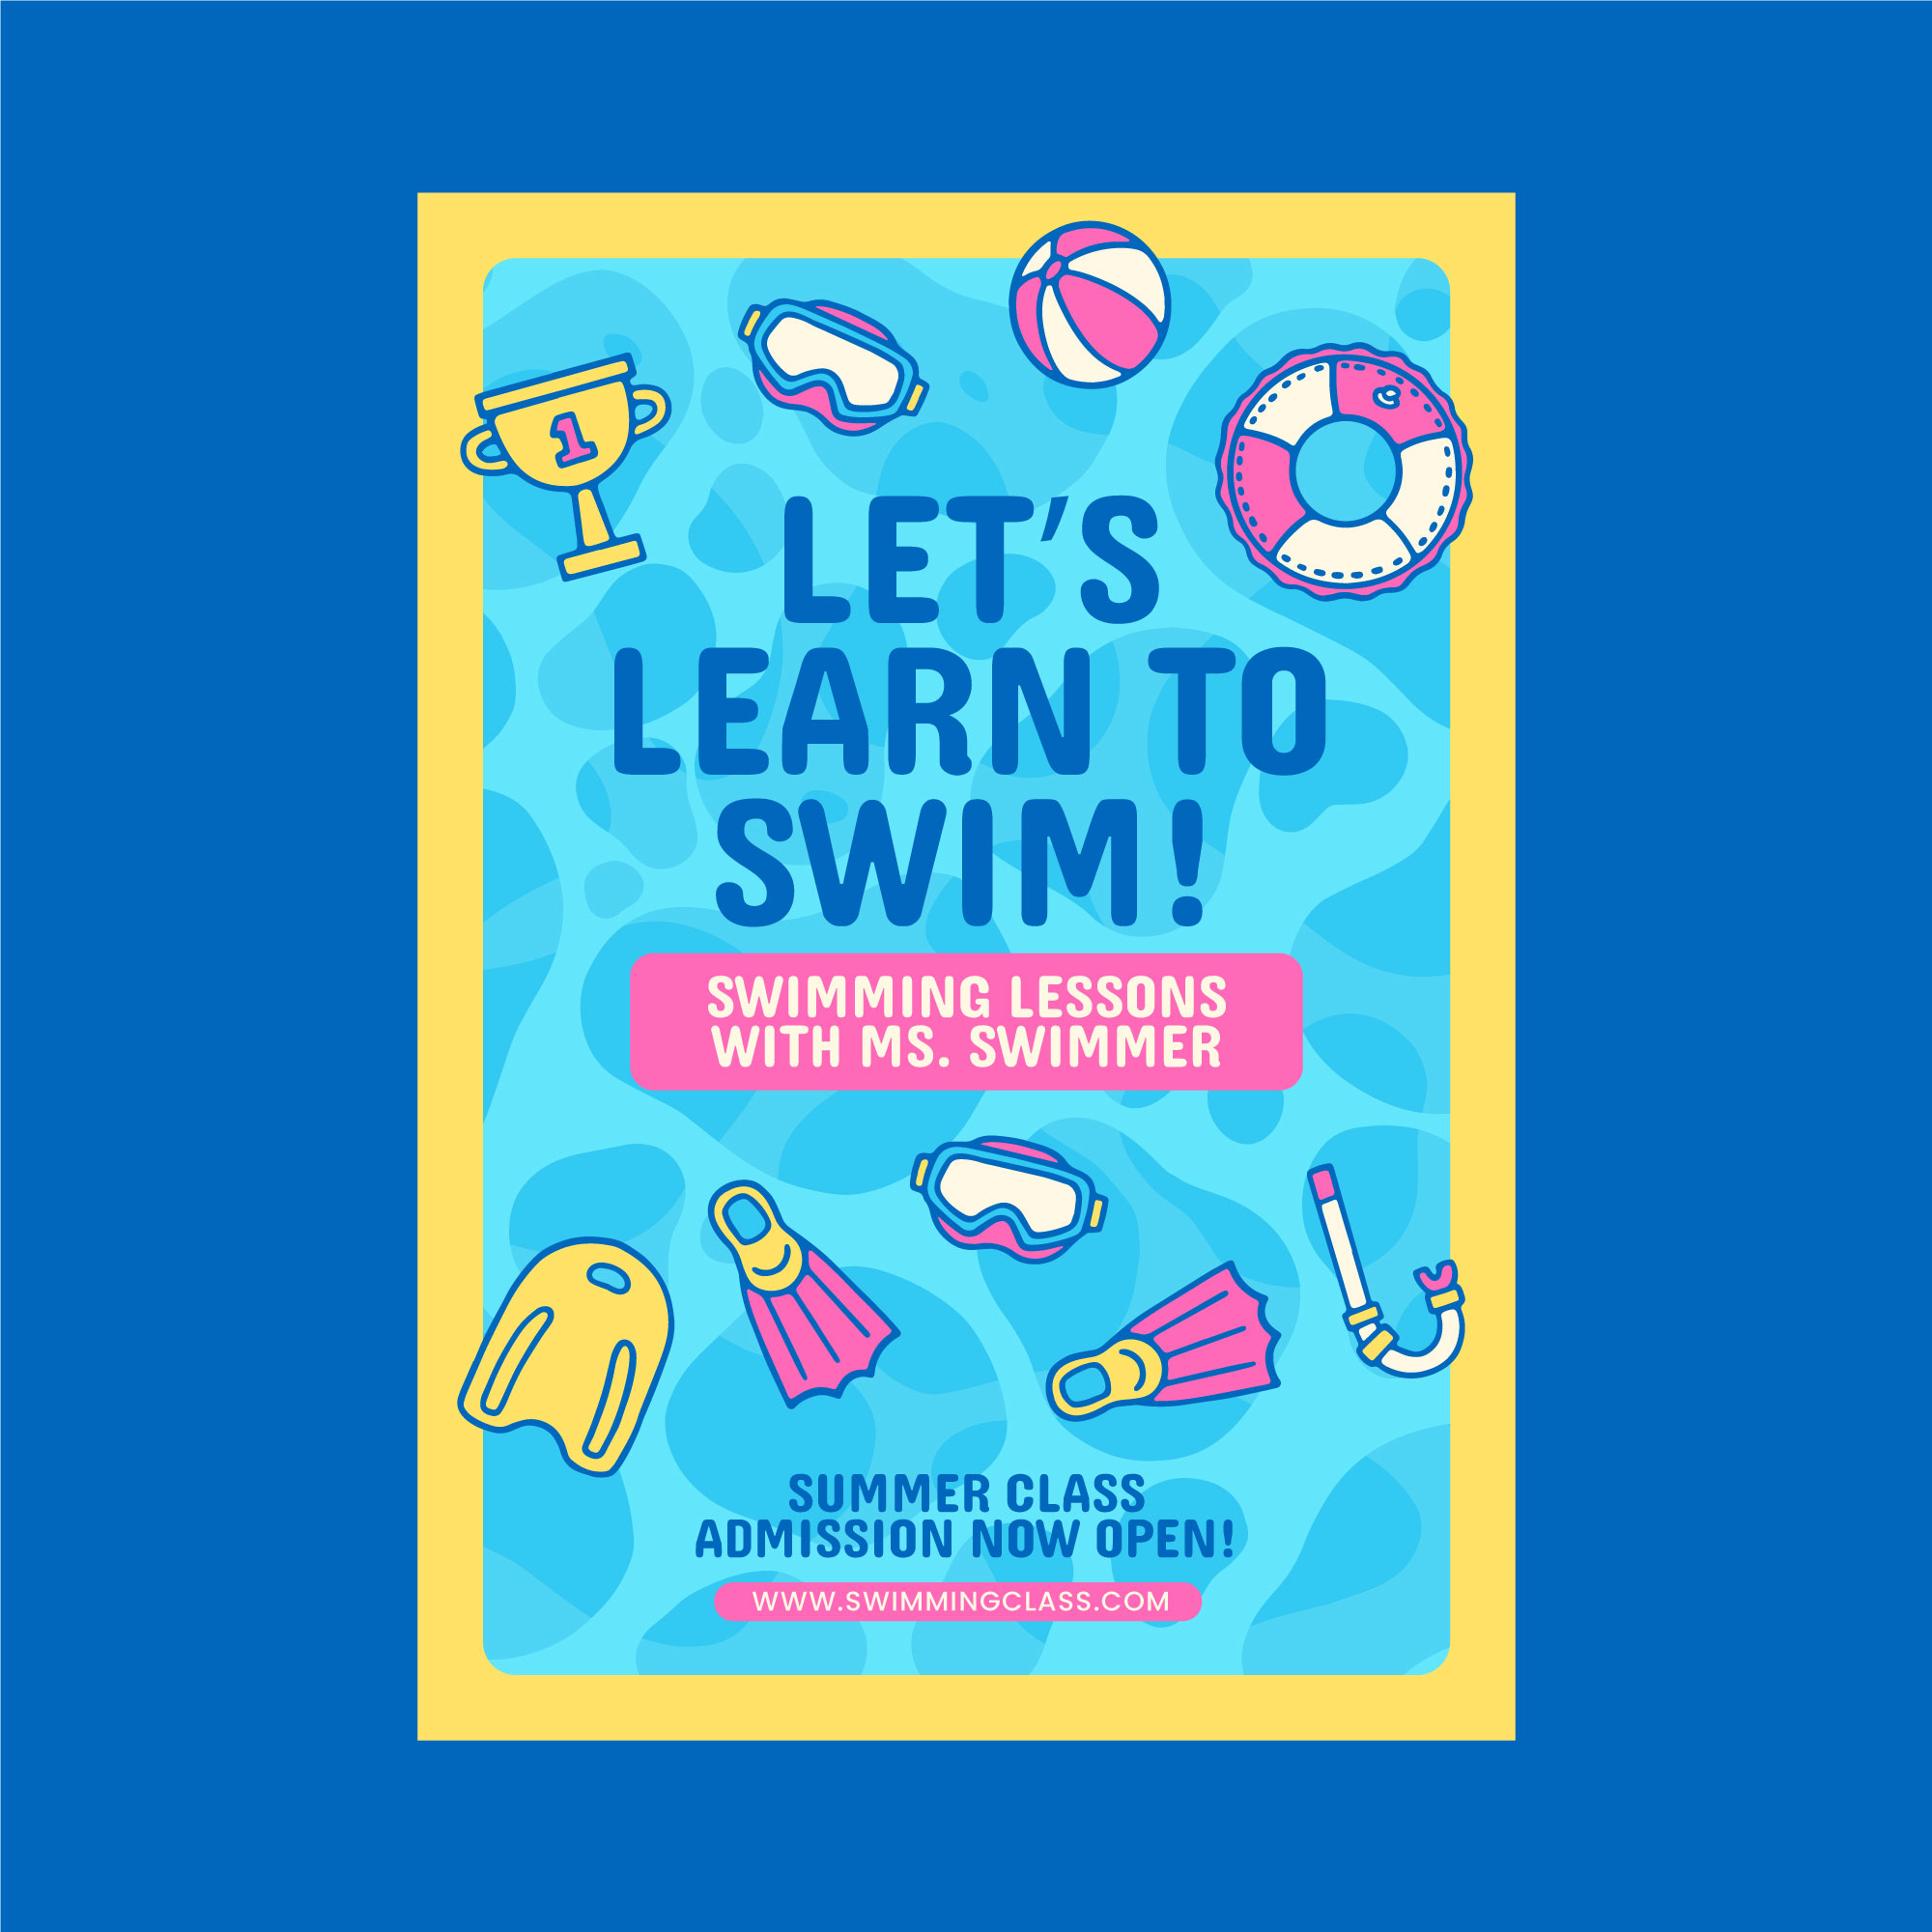 1
LET'S
LEARN TO
SWIM!
SWIMMING LESSONS
WITH MS. SWIMMER
SUMMER CLASS
ADMISSION NOW OPEN!
WWW.SWIMMINGCLASS.COM